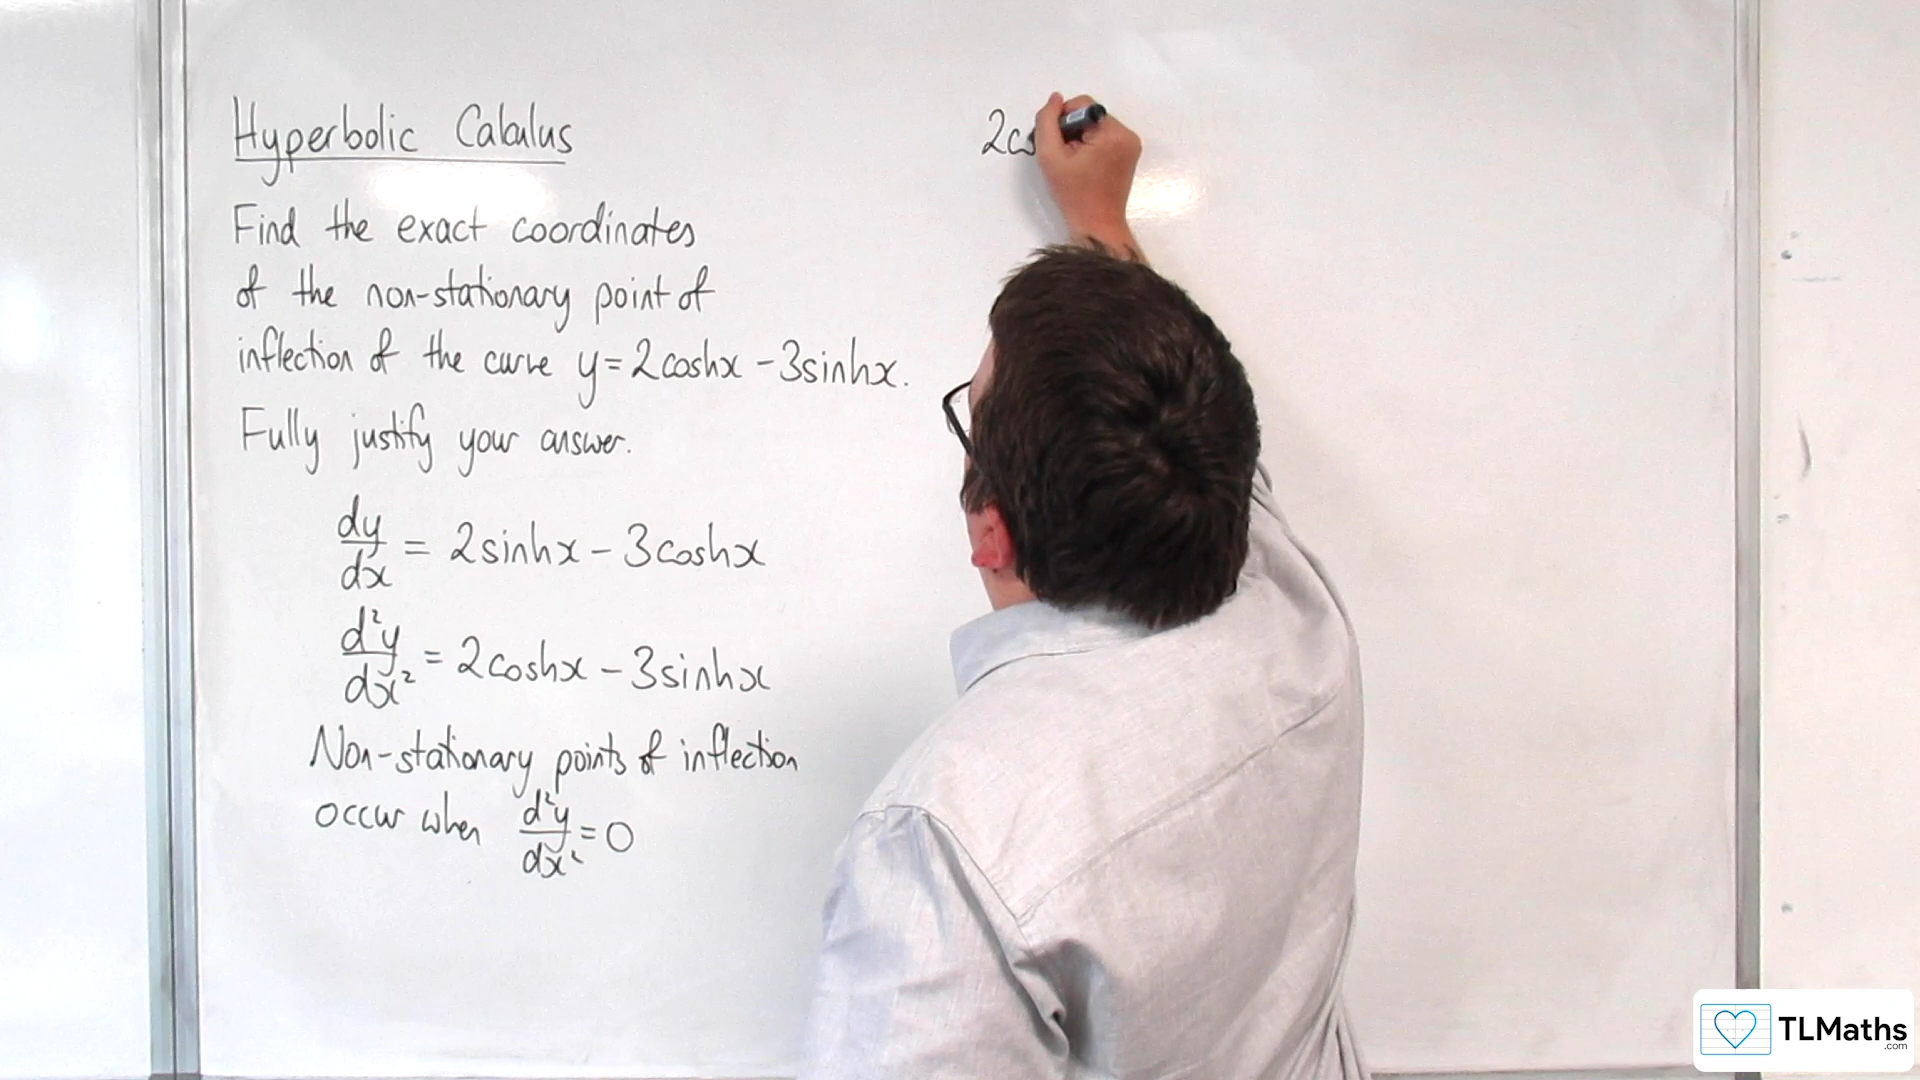 Hyperbolic Calculus
Find the exact coordinates
of the non-stationary point of
inflection of the curve y=2coshx-3sinhx.
Fully justify your answer.
dy/dx = 2sinhx - 3coshx
d²y/dx² = 2coshx - 3sinhx
Non-stationary points of inflection
occur when d²y/dx² = 0
2cos
TLMaths
.com